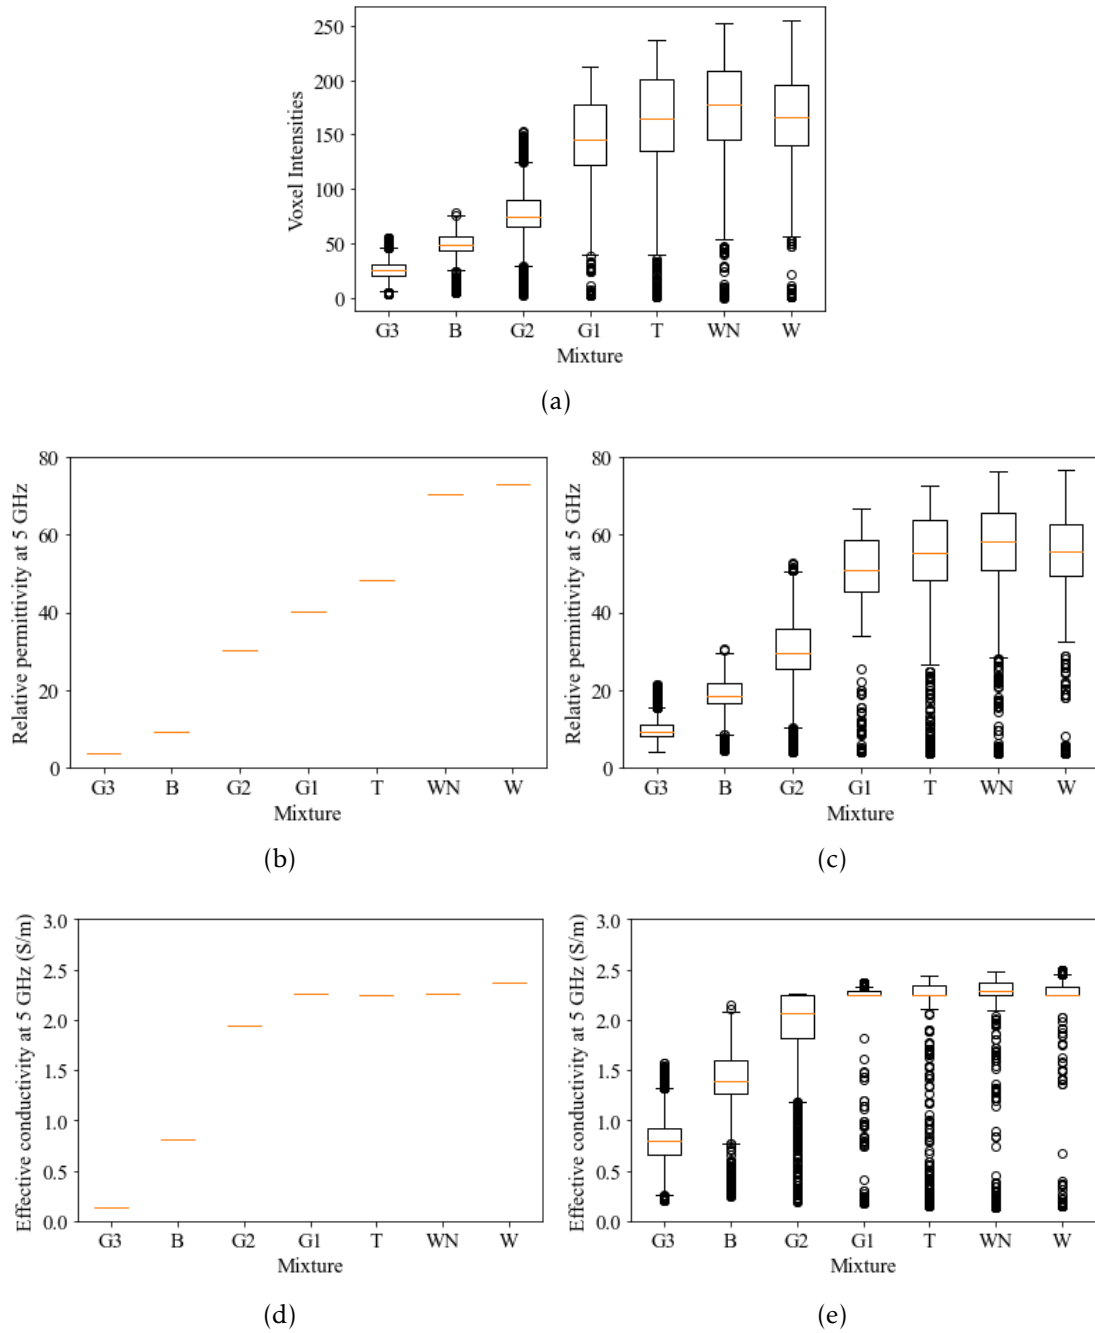 Voxel Intensities
250
200
150
100
50
0
G3 B G2 G1 T WN W
Mixture
(a)
Relative permittivity at 5 GHz
80
60
40
20
0
G3 B G2 G1 T WN W
Mixture
(b)
Relative permittivity at 5 GHz
80
60
40
20
0
G3 B G2 G1 T WN W
Mixture
(c)
Effective conductivity at 5 GHz (S/m)
3.0
2.5
2.0
1.5
1.0
0.5
0.0
G3 B G2 G1 T WN W
Mixture
(d)
Effective conductivity at 5 GHz (S/m)
3.0
2.5
2.0
1.5
1.0
0.5
0.0
G3 B G2 G1 T WN W
Mixture
(e)